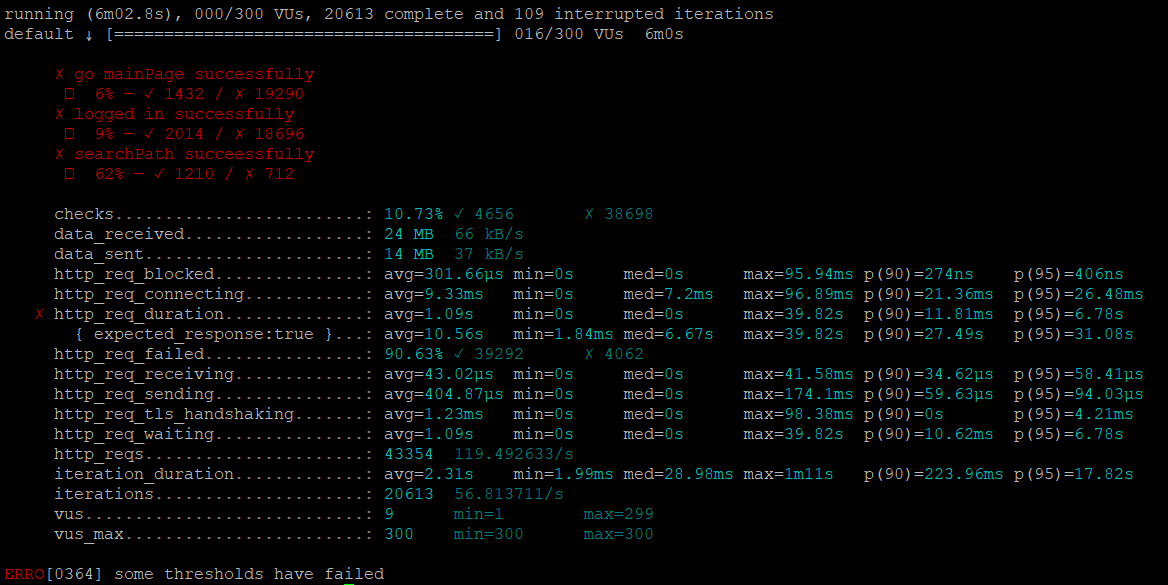 running (6m02.8s), 000/300 VUs, 20613 complete and 109 interrupted iterations
default ↓ [======================================] 016/300 VUs  6m0s
✗ go mainPage successfully
6% — ✓ 1432 / ✗ 19290
✗ logged in successfully
9% — ✓ 2014 / ✗ 18696
✗ searchPath succeessfully
62% — ✓ 1210 / ✗ 712
checks.........................: 10.73% ✓ 4656       ✗ 38698
data_received..................: 24 MB  66 kB/s
data_sent......................: 14 MB  37 kB/s
http_req_blocked...............: avg=301.66µs min=0s     med=0s      max=95.94ms p(90)=274ns    p(95)=406ns
http_req_connecting............: avg=9.33ms   min=0s     med=7.2ms   max=96.89ms p(90)=21.36ms  p(95)=26.48ms
✗ http_req_duration..............: avg=1.09s    min=0s     med=0s      max=39.82s  p(90)=11.81ms  p(95)=6.78s
{ expected_response:true }...: avg=10.56s   min=1.84ms med=6.67s   max=39.82s  p(90)=27.49s   p(95)=31.08s
http_req_failed................: 90.63% ✓ 39292      ✗ 4062
http_req_receiving.............: avg=43.02µs  min=0s     med=0s      max=41.58ms p(90)=34.62µs  p(95)=58.41µs
http_req_sending...............: avg=404.87µs min=0s     med=0s      max=174.1ms p(90)=59.63µs  p(95)=94.03µs
http_req_tls_handshaking.......: avg=1.23ms   min=0s     med=0s      max=98.38ms p(90)=0s       p(95)=4.21ms
http_req_waiting...............: avg=1.09s    min=0s     med=0s      max=39.82s  p(90)=10.62ms  p(95)=6.78s
http_reqs......................: 43354  119.492633/s
iteration_duration.............: avg=2.31s    min=1.99ms med=28.98ms max=1m11s   p(90)=223.96ms p(95)=17.82s
iterations.....................: 20613  56.813711/s
vus............................: 9      min=1        max=299
vus_max........................: 300    min=300      max=300
ERRO[0364] some thresholds have failed